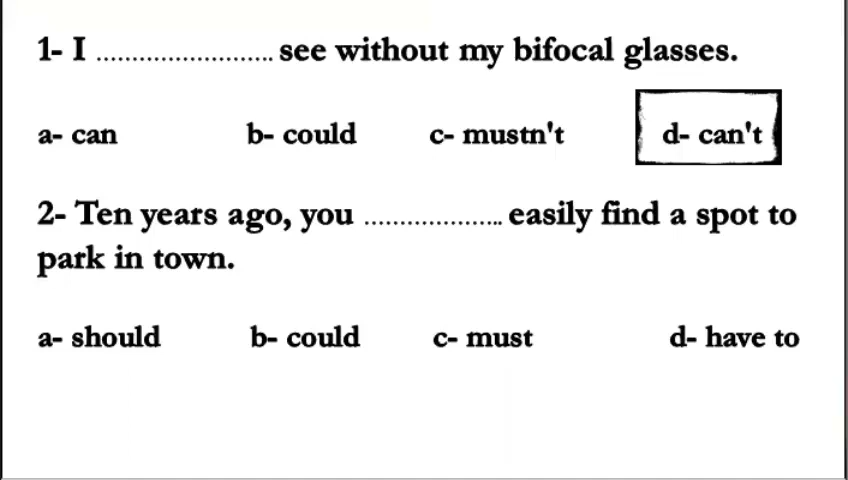 1- I ......................... see without my bifocal glasses.
a- can b- could c- mustn't d- can't
2- Ten years ago, you .................... easily find a spot to
park in town.
a- should b- could c- must d- have to